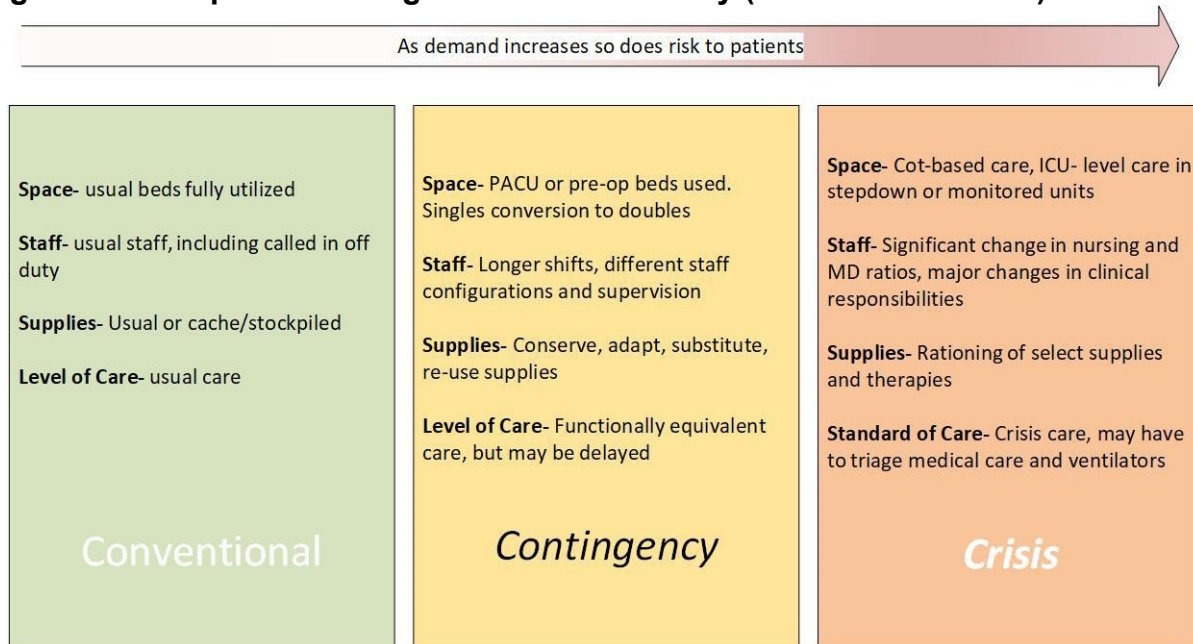 As demand increases so does risk to patients
Space- usual beds fully utilized
Staff- usual staff, including called in off
duty
Supplies- Usual or cache/stockpiled
Level of Care- usual care
Conventional
Space- PACU or pre-op beds used.
Singles conversion to doubles
Staff- Longer shifts, different staff
configurations and supervision
Supplies- Conserve, adapt, substitute,
re-use supplies
Level of Care- Functionally equivalent
care, but may be delayed
Contingency
Space- Cot-based care, ICU- level care in
stepdown or monitored units
Staff- Significant change in nursing and
MD ratios, major changes in clinical
responsibilities
Supplies- Rationing of select supplies
and therapies
Standard of Care- Crisis care, may have
to triage medical care and ventilators
Crisis